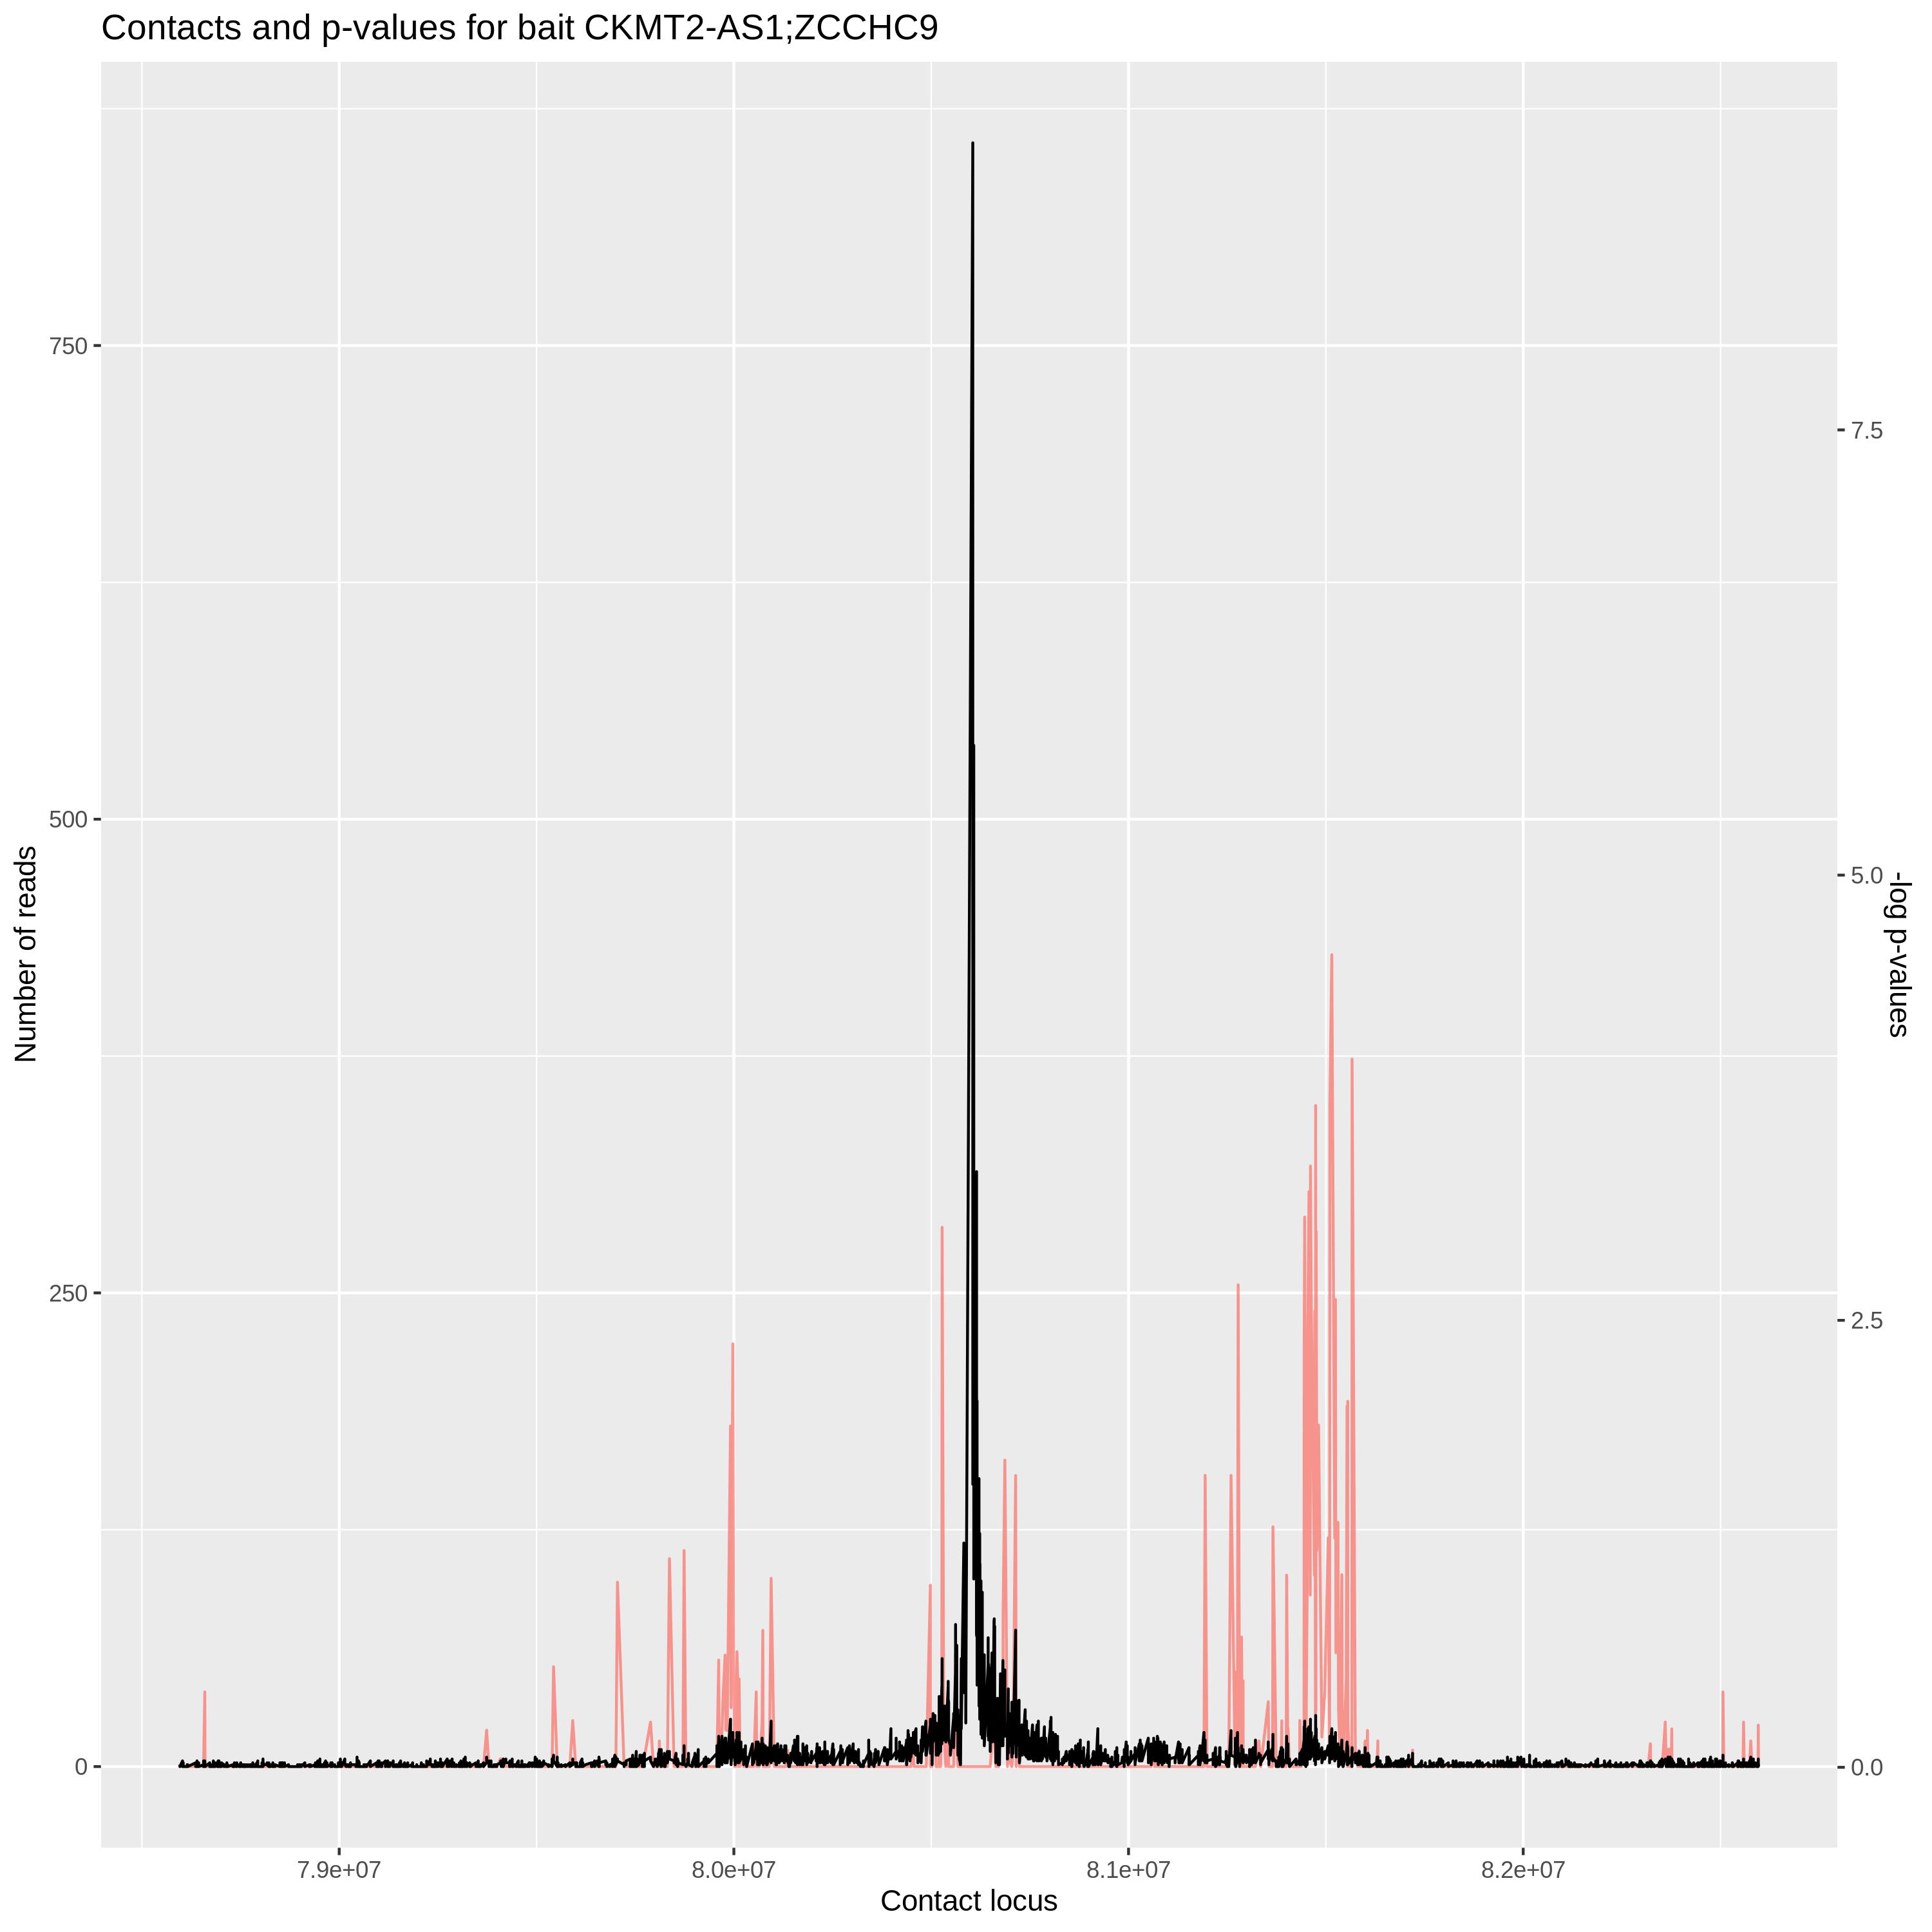 Contacts and p-values for bait CKMT2-AS1;ZCCHC9
Number of reads
750
500
250
0
7.5
5.0
2.5
0.0
-log p-values
7.9e+07
8.0e+07
8.1e+07
8.2e+07
Contact locus